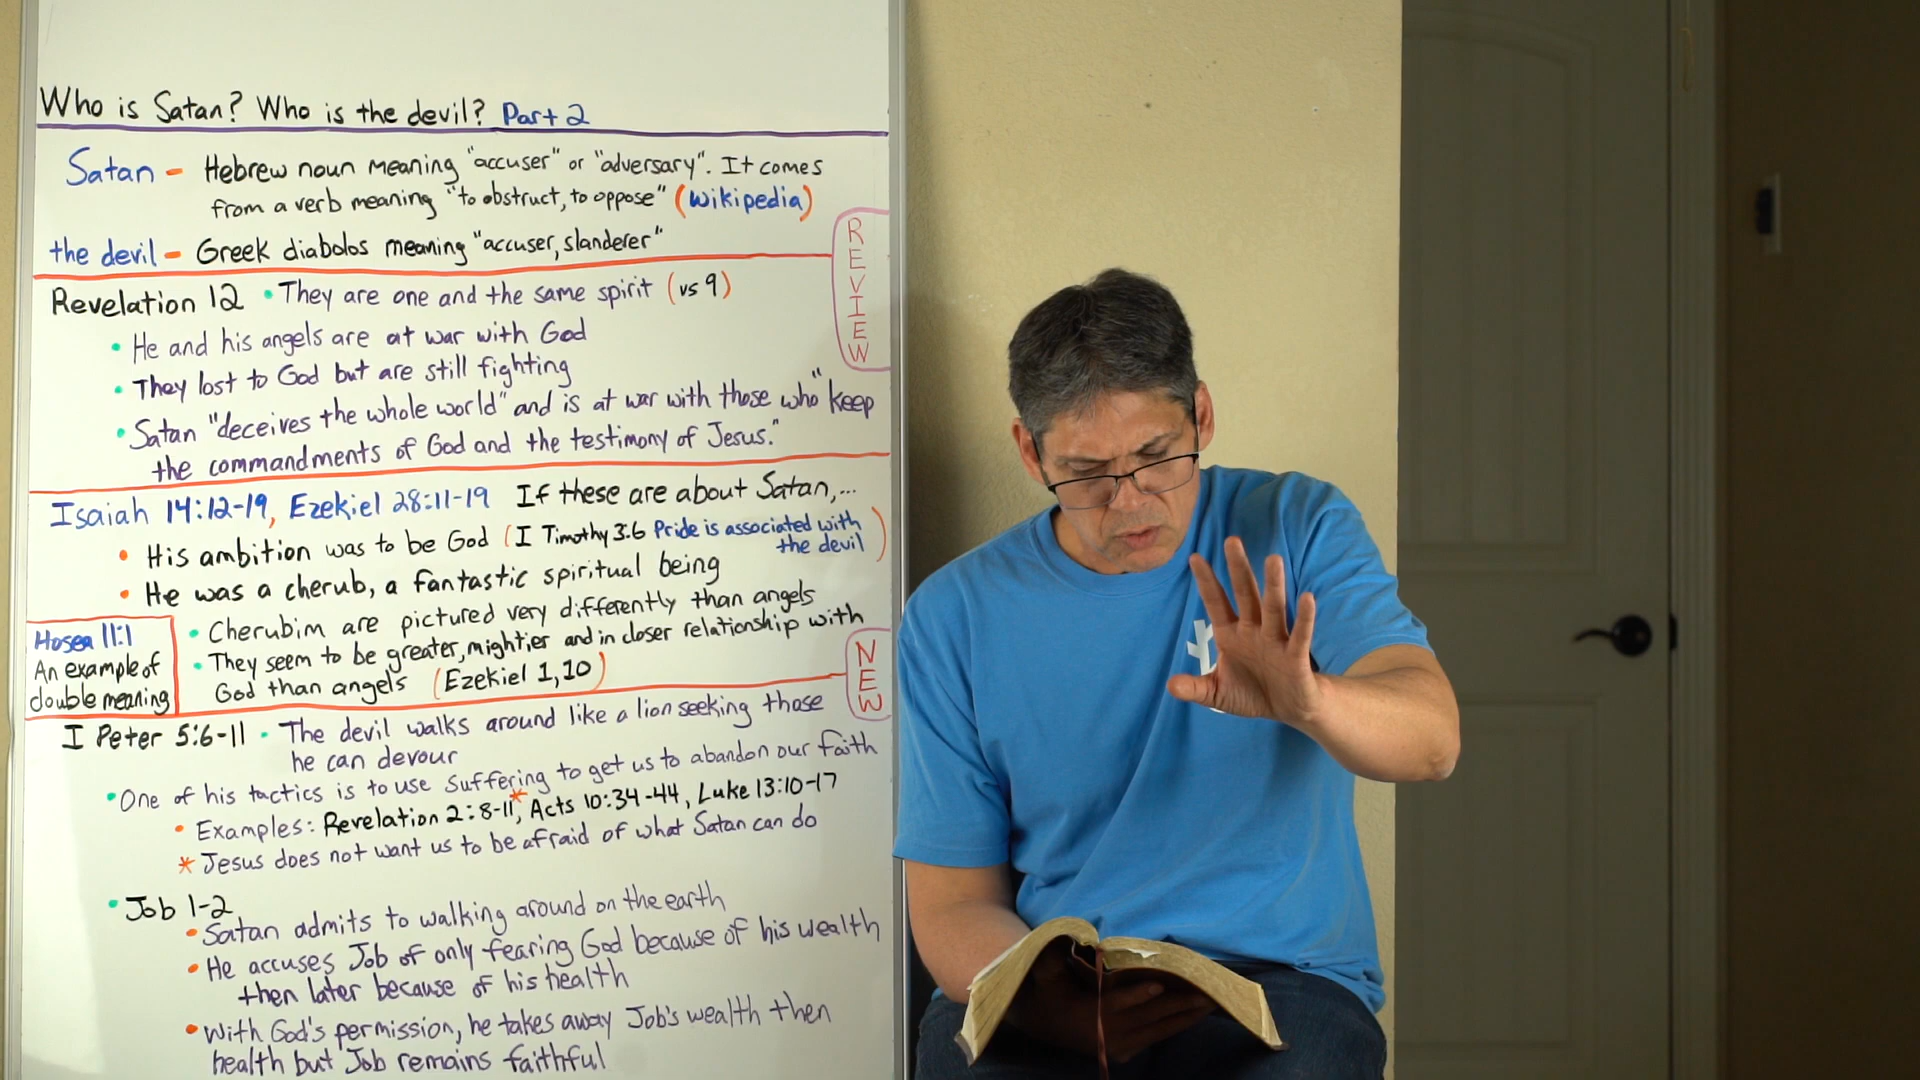 Who is Satan? Who is the devil? Part 2
Satan - Hebrew noun meaning "accuser" or "adversary". It comes
from a verb meaning "to obstruct, to oppose" (Wikipedia)
the devil - Greek diabolos meaning "accuser, slanderer"
REVIEW
Revelation 12 • They are one and the same spirit (vs 9)
• He and his angels are at war with God
• They lost to God but are still fighting
• Satan "deceives the whole world" and is at war with those who "keep
the commandments of God and the testimony of Jesus."
Isaiah 14:12-19, Ezekiel 28:11-19 If these are about Satan,...
• His ambition was to be God (I Timothy 3:6 Pride is associated with
the devil)
• He was a cherub, a fantastic spiritual being
• Cherubim are pictured very differently than angels
• They seem to be greater, mightier and in closer relationship with
God than angels (Ezekiel 1, 10)
Hosea 11:1
An example of
double meaning
NEW
I Peter 5:6-11 • The devil walks around like a lion seeking those
he can devour
• One of his tactics is to use suffering to get us to abandon our faith
• Examples: Revelation 2:8-11*, Acts 10:34-44, Luke 13:10-17
* Jesus does not want us to be afraid of what Satan can do
• Job 1-2
• Satan admits to walking around on the earth
• He accuses Job of only fearing God because of his wealth
then later because of his health
• With God's permission, he takes away Job's wealth then
health but Job remains faithful